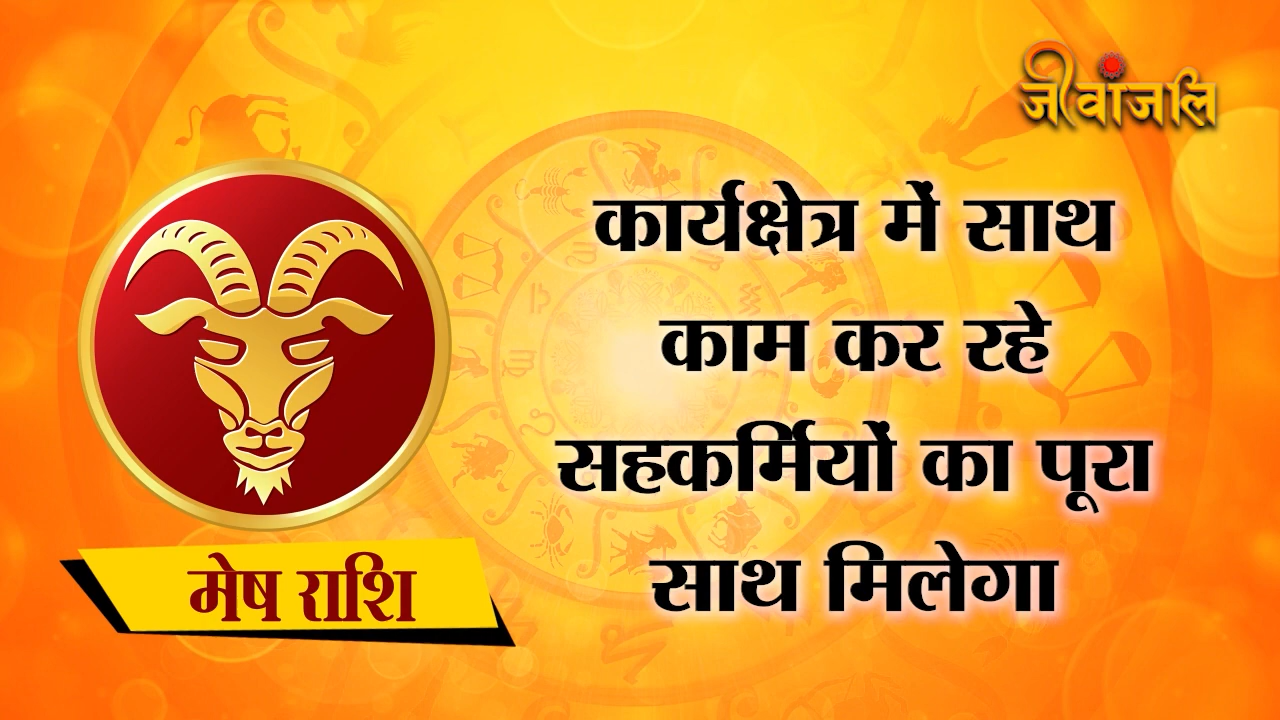 जीवांजलि
कार्यक्षेत्र में साथ
काम कर रहे
सहकर्मियों का पूरा
साथ मिलेगा
मेष राशि